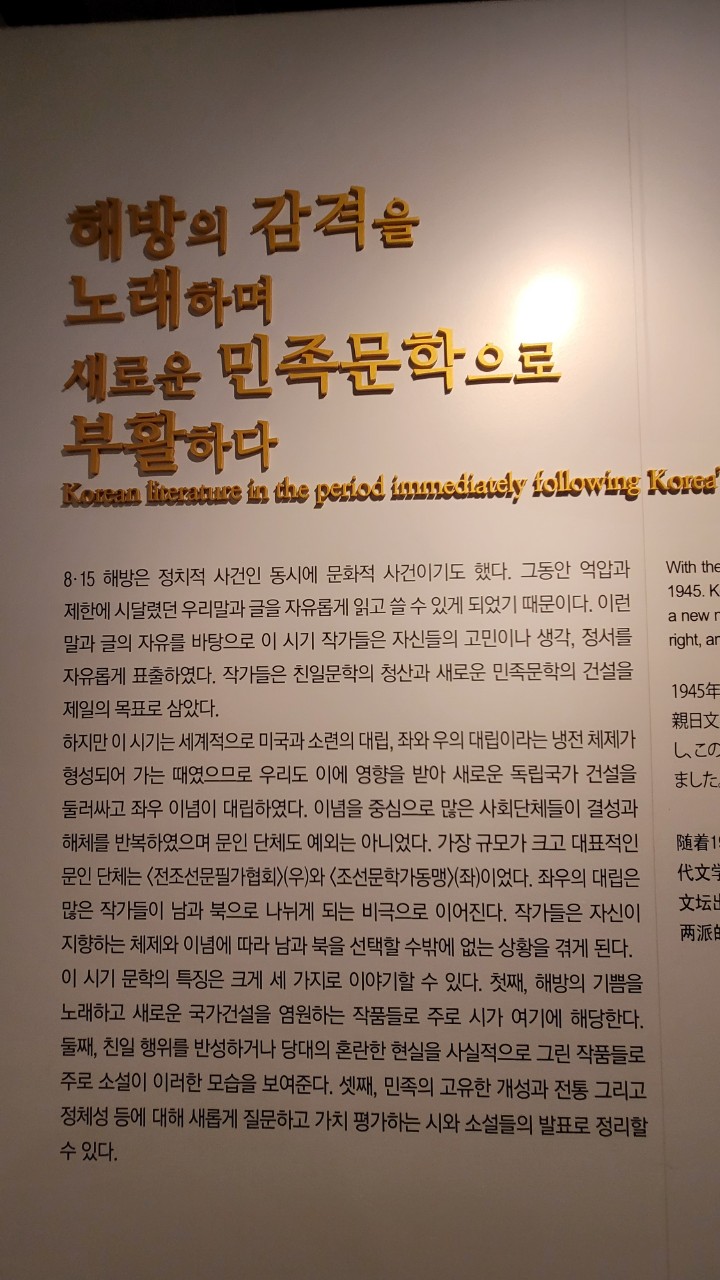 해방의 감격을
노래하며
새로운 민족문학으로
부활하다
Korean literature in the period immediately following Korea'
8·15 해방은 정치적 사건인 동시에 문화적 사건이기도 했다. 그동안 억압과
제한에 시달렸던 우리말과 글을 자유롭게 읽고 쓸 수 있게 되었기 때문이다. 이런
말과 글의 자유를 바탕으로 이 시기 작가들은 자신들의 고민이나 생각, 정서를
자유롭게 표출하였다. 작가들은 친일문학의 청산과 새로운 민족문학의 건설을
제일의 목표로 삼았다.
하지만 이 시기는 세계적으로 미국과 소련의 대립, 좌와 우의 대립이라는 냉전 체제가
형성되어 가는 때였으므로 우리도 이에 영향을 받아 새로운 독립국가 건설을
둘러싸고 좌우 이념이 대립하였다. 이념을 중심으로 많은 사회단체들이 결성과
해체를 반복하였으며 문인 단체도 예외는 아니었다. 가장 규모가 크고 대표적인
문인 단체는 〈전조선문필가협회〉(우)와 〈조선문학가동맹〉(좌)이었다. 좌우의 대립은
많은 작가들이 남과 북으로 나뉘게 되는 비극으로 이어진다. 작가들은 자신이
지향하는 체제와 이념에 따라 남과 북을 선택할 수밖에 없는 상황을 겪게 된다.
이 시기 문학의 특징은 크게 세 가지로 이야기할 수 있다. 첫째, 해방의 기쁨을
노래하고 새로운 국가건설을 염원하는 작품들로 주로 시가 여기에 해당한다.
둘째, 친일 행위를 반성하거나 당대의 혼란한 현실을 사실적으로 그린 작품들로
주로 소설이 이러한 모습을 보여준다. 셋째, 민족의 고유한 개성과 전통 그리고
정체성 등에 대해 새롭게 질문하고 가치 평가하는 시와 소설들의 발표로 정리할
수 있다.
With the
1945. K
a new n
right, an
1945年
親日文
し、この
ました。
随着19
代文学
文坛出
两派的